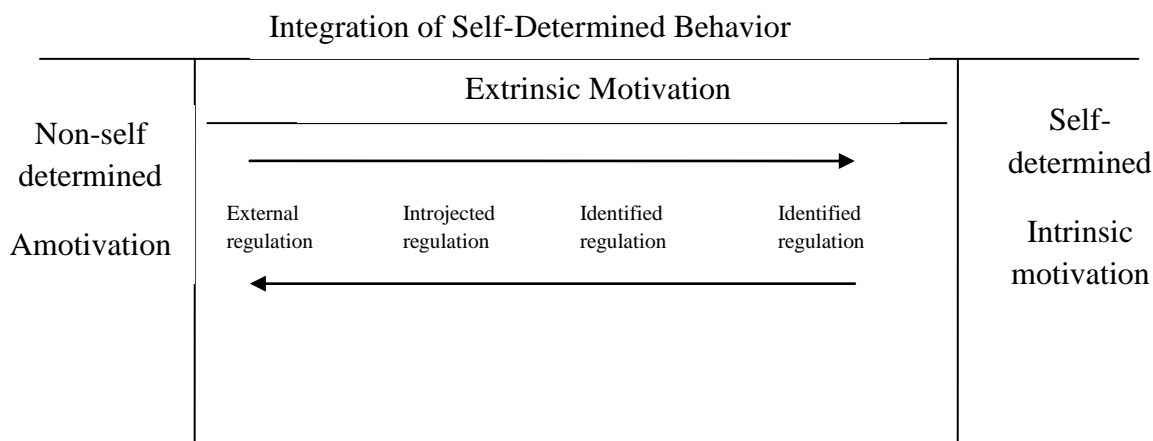 Integration of Self-Determined Behavior
Extrinsic Motivation
Non-self
determined
Amotivation
External
regulation
Introjected
regulation
Identified
regulation
Identified
regulation
Self-
determined
Intrinsic
motivation